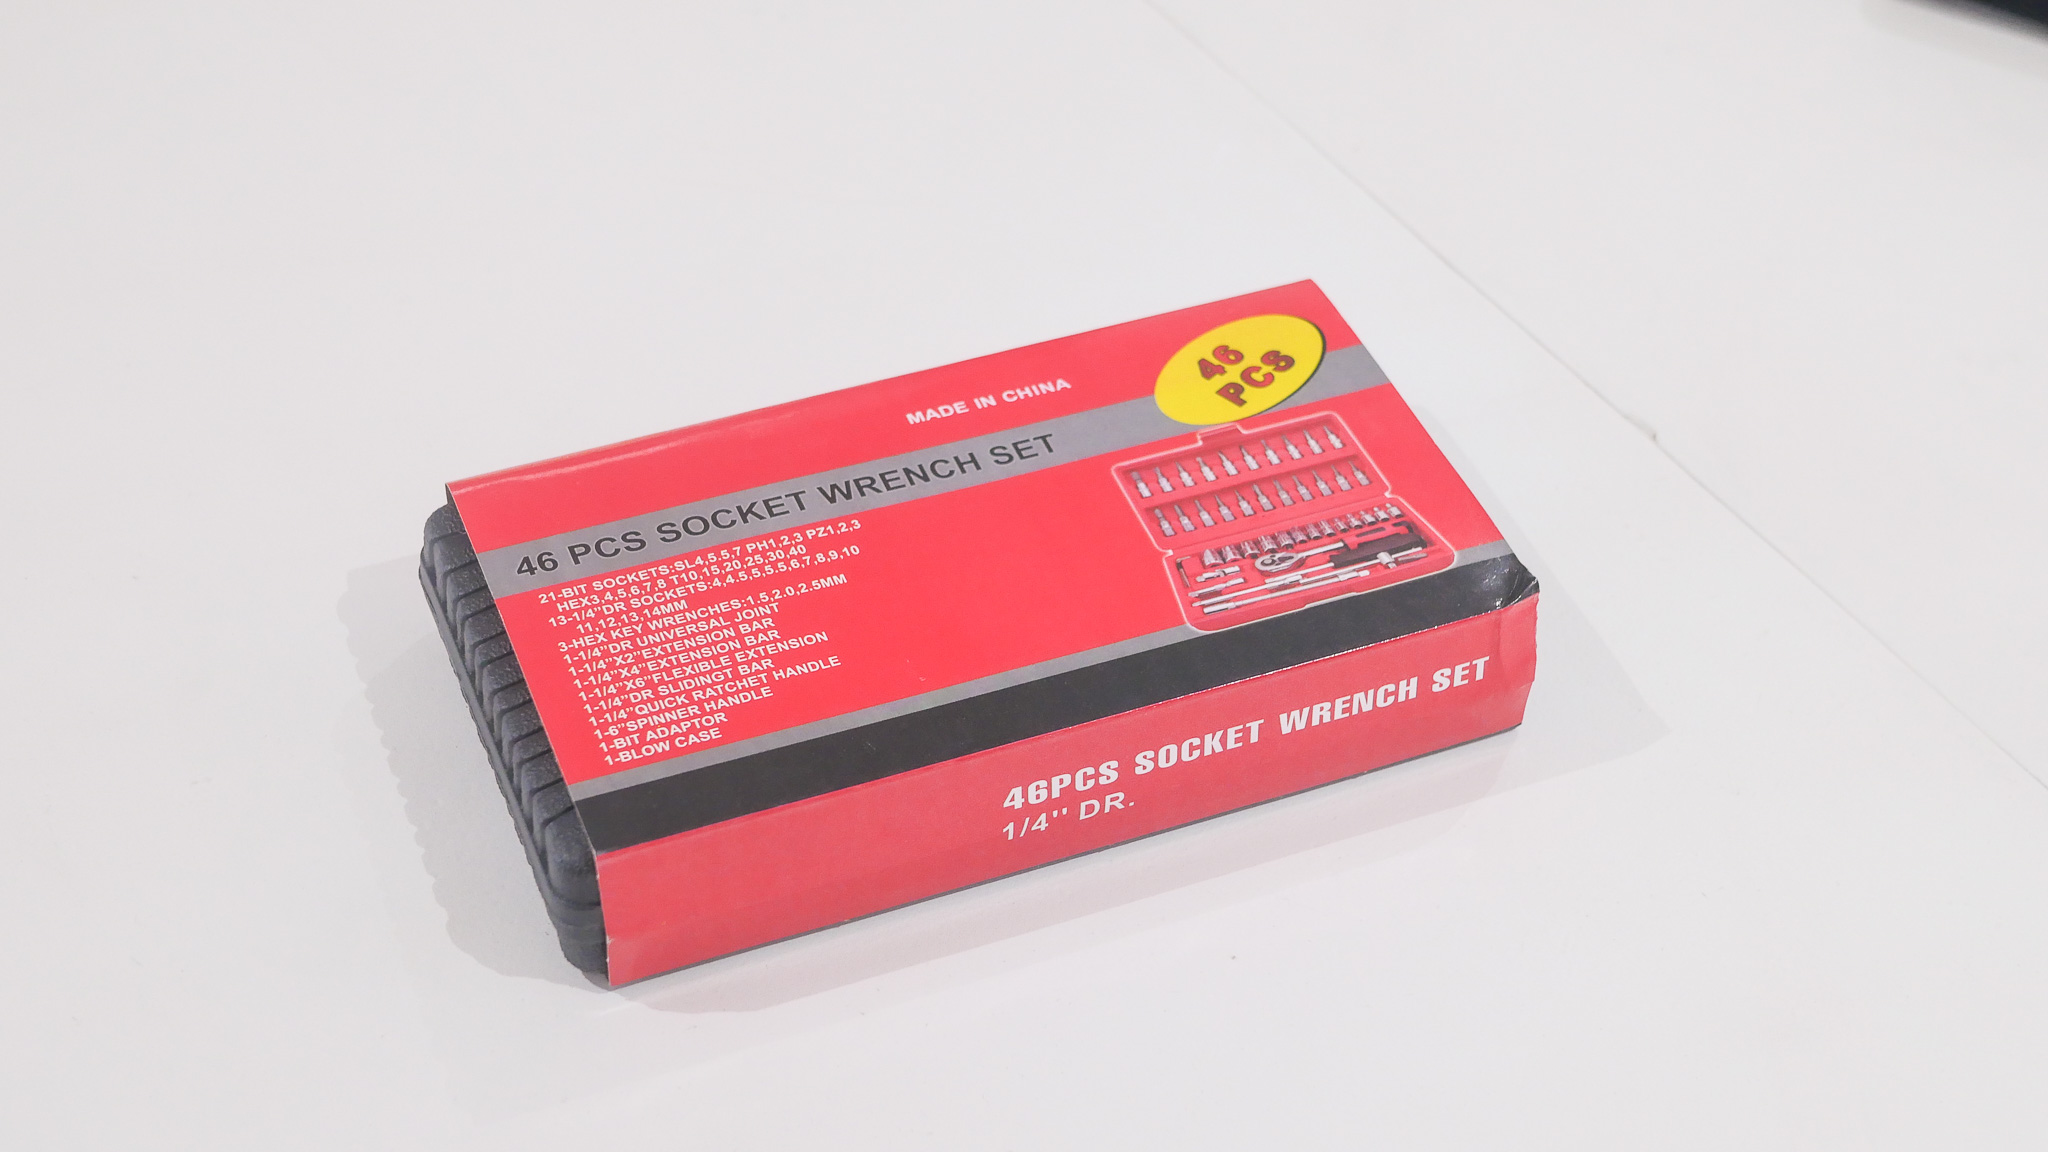 46
PCS
MADE IN CHINA
46 PCS SOCKET WRENCH SET
21-BIT SOCKETS:SL4,5.5,7 PH1,2,3 PZ1,2,3
HEX3,4,5,6,7,8 T10,15,20,25,30,40
13-1/4"DR SOCKETS:4,4.5,5,5.5,6,7,8,9,10
11,12,13,14MM
3-HEX KEY WRENCHES:1.5,2.0,2.5MM
1-1/4"DR UNIVERSAL JOINT
1-1/4"X2"EXTENSION BAR
1-1/4"X4"EXTENSION BAR
1-1/4"X6"FLEXIBLE EXTENSION
1-1/4"DR SLIDINGT BAR
1-1/4"QUICK RATCHET HANDLE
1-6"SPINNER HANDLE
1-BIT ADAPTOR
1-BLOW CASE
46PCS SOCKET WRENCH SET
1/4" DR.